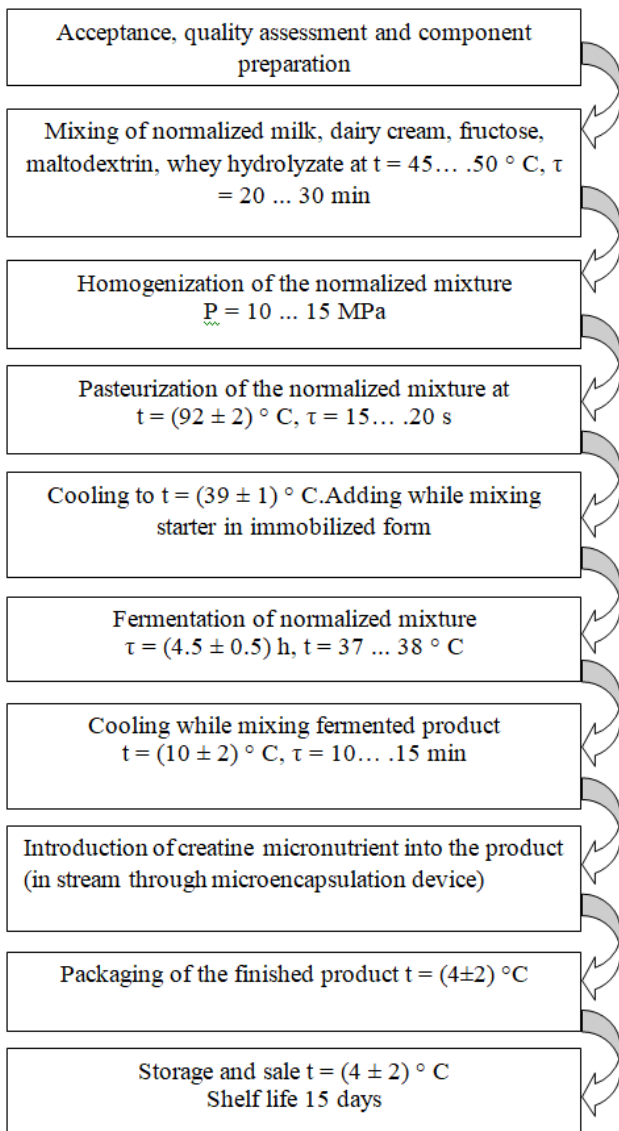 Acceptance, quality assessment and component
preparation
Mixing of normalized milk, dairy cream, fructose,
maltodextrin, whey hydrolyzate at t = 45… .50 ° C, τ
= 20 ... 30 min
Homogenization of the normalized mixture
P = 10 ... 15 MPa
Pasteurization of the normalized mixture at
t = (92 ± 2) ° C, τ = 15… .20 s
Cooling to t = (39 ± 1) ° C.Adding while mixing
starter in immobilized form
Fermentation of normalized mixture
τ = (4.5 ± 0.5) h, t = 37 ... 38 ° C
Cooling while mixing fermented product
t = (10 ± 2) ° C, τ = 10… .15 min
Introduction of creatine micronutrient into the product
(in stream through microencapsulation device)
Packaging of the finished product t = (4±2) °C
Storage and sale t = (4 ± 2) ° C
Shelf life 15 days